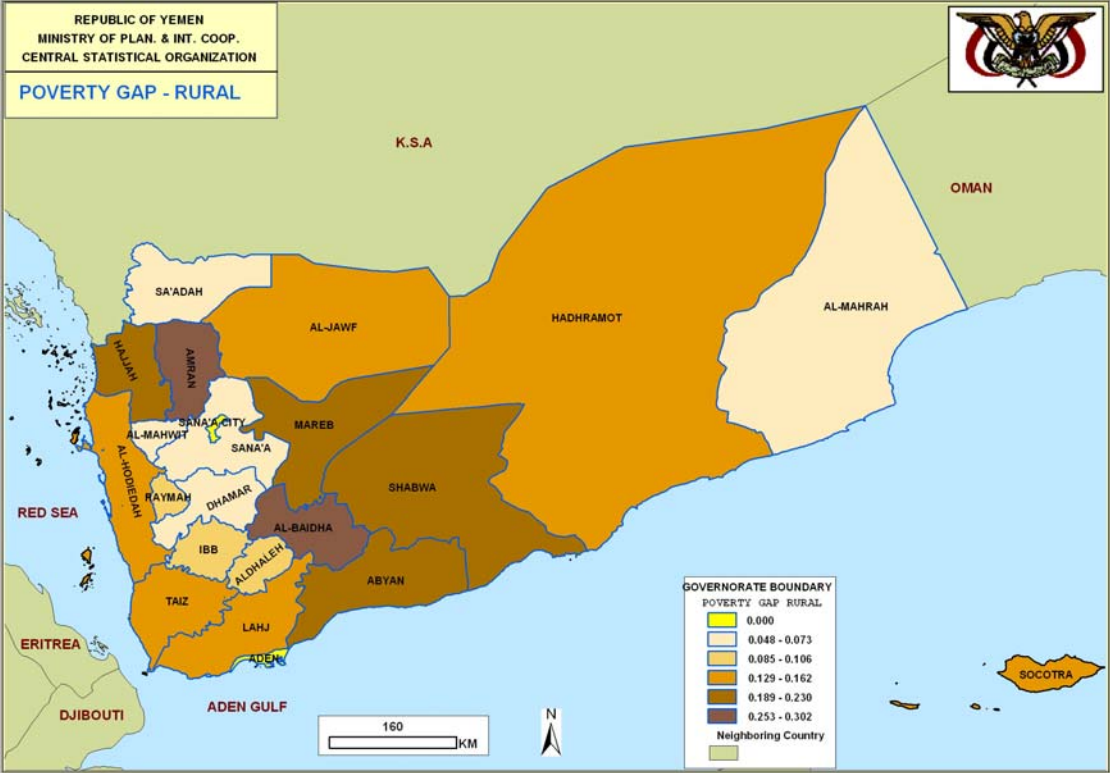 REPUBLIC OF YEMEN
MINISTRY OF PLAN. & INT. COOP.
CENTRAL STATISTICAL ORGANIZATION
POVERTY GAP - RURAL
K.S.A
OMAN
SA'ADAH
AL-JAWF
HADHRAMOT
AL-MAHRAH
HAJJAH
AMRAN
SANA'A CITY
AL-MAHWIT
MAREB
SANA'A
AL-HODIEDAH
RAYMAH
DHAMAR
SHABWA
RED SEA
AL-BAIDHA
IBB
ALDHALEH
ABYAN
TAIZ
LAHJ
ADEN
ERITREA
DJIBOUTI
ADEN GULF
SOCOTRA
160
KM
N
GOVERNORATE BOUNDARY
POVERTY GAP RURAL
0.000
0.048 - 0.073
0.085 - 0.106
0.129 - 0.162
0.189 - 0.230
0.253 - 0.302
Neighboring Country